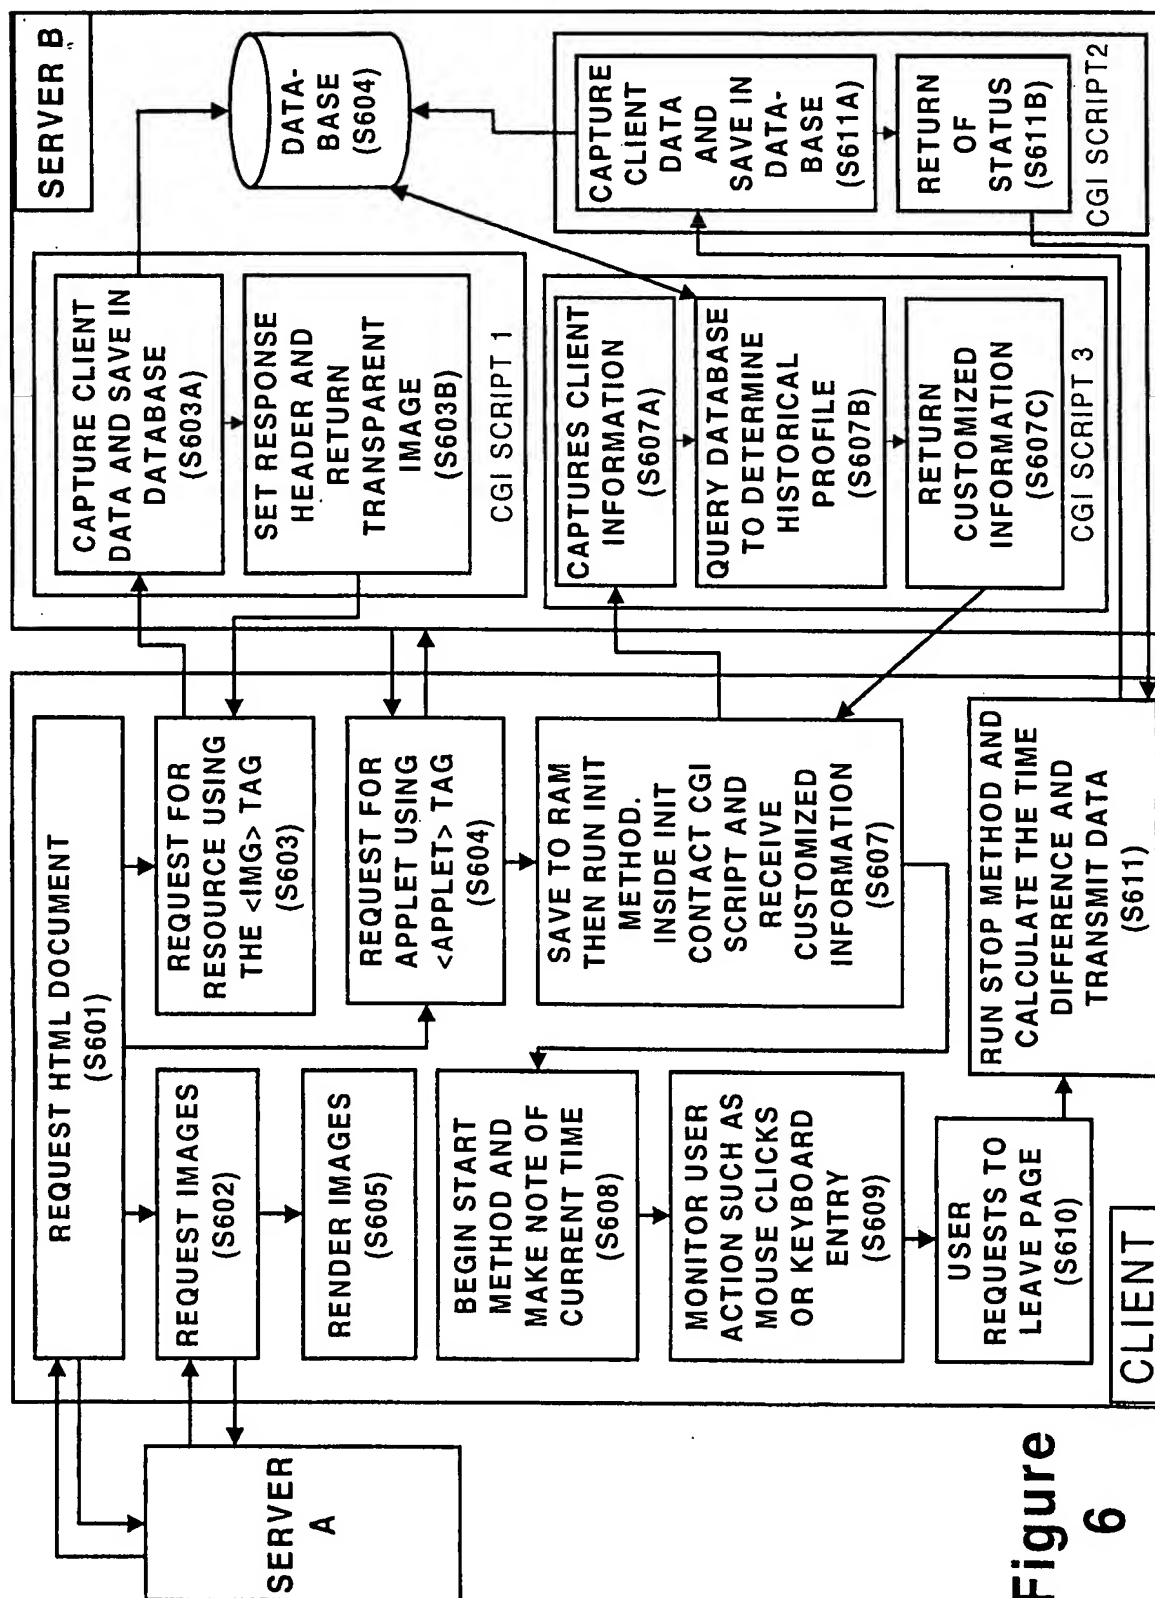 SERVER
A
REQUEST HTML DOCUMENT
(S601)
REQUEST IMAGES
(S602)
RENDER IMAGES
(S605)
REQUEST FOR
RESOURCE USING
THE <IMG> TAG
(S603)
REQUEST FOR
APPLET USING
<APPLET> TAG
(S604)
SAVE TO RAM
THEN RUN INIT
METHOD.
INSIDE INIT
CONTACT CGI
SCRIPT AND
RECEIVE
CUSTOMIZED
INFORMATION
(S607)
BEGIN START
METHOD AND
MAKE NOTE OF
CURRENT TIME
(S608)
MONITOR USER
ACTION SUCH AS
MOUSE CLICKS
OR KEYBOARD
ENTRY
(S609)
USER
REQUESTS TO
LEAVE PAGE
(S610)
RUN STOP METHOD AND
CALCULATE THE TIME
DIFFERENCE AND
TRANSMIT DATA
(S611)
CLIENT
SERVER B
CAPTURE CLIENT
DATA AND SAVE IN
DATABASE
(S603A)
SET RESPONSE
HEADER AND
RETURN
TRANSPARENT
IMAGE
(S603B)
CGI SCRIPT 1
DATA-
BASE
(S604)
CAPTURES CLIENT
INFORMATION
(S607A)
QUERY DATABASE
TO DETERMINE
HISTORICAL
PROFILE
(S607B)
RETURN
CUSTOMIZED
INFORMATION
(S607C)
CGI SCRIPT 3
CAPTURE
CLIENT
DATA
AND
SAVE IN
DATA-
BASE
(S611A)
RETURN
OF
STATUS
(S611B)
CGI SCRIPT2
Figure
6